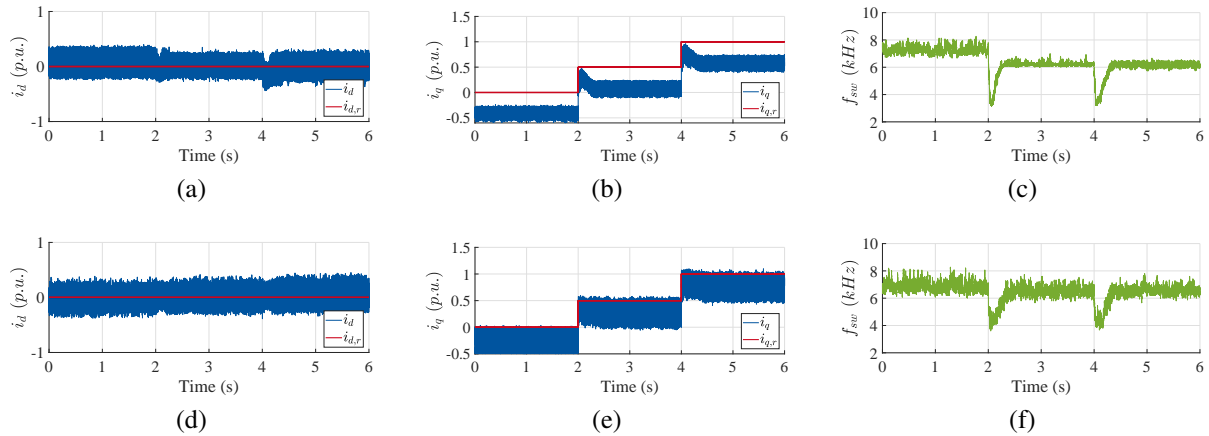 1
0
-1
i_d (p.u.)
0 1 2 3 4 5 6
Time (s)
i_d
i_{d,r}
(a)
1.5
1
0.5
0
-0.5
i_q (p.u.)
0 1 2 3 4 5 6
Time (s)
i_q
i_{q,r}
(b)
10
8
6
4
2
f_{sw} (kHz)
0 1 2 3 4 5 6
Time (s)
(c)
1
0
-1
i_d (p.u.)
0 1 2 3 4 5 6
Time (s)
i_d
i_{d,r}
(d)
1.5
1
0.5
0
-0.5
i_q (p.u.)
0 1 2 3 4 5 6
Time (s)
i_q
i_{q,r}
(e)
10
8
6
4
2
f_{sw} (kHz)
0 1 2 3 4 5 6
Time (s)
(f)